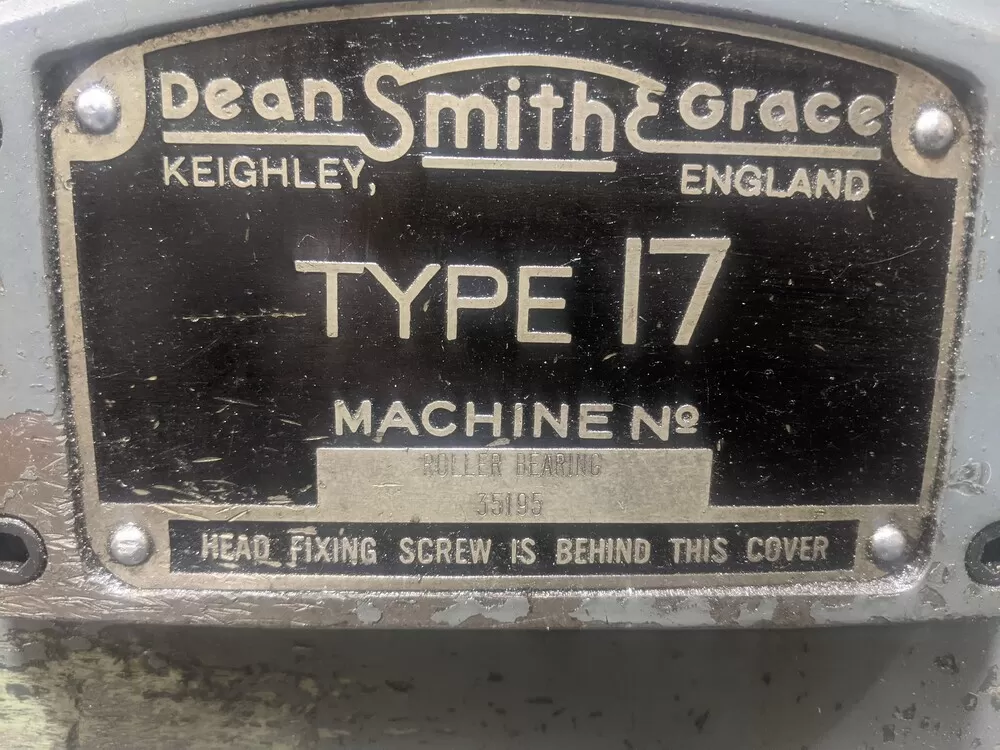 Dean Smith & Grace
KEIGHLEY, ENGLAND
TYPE 17
MACHINE Nº
ROLLER BEARING
35195
HEAD FIXING SCREW IS BEHIND THIS COVER